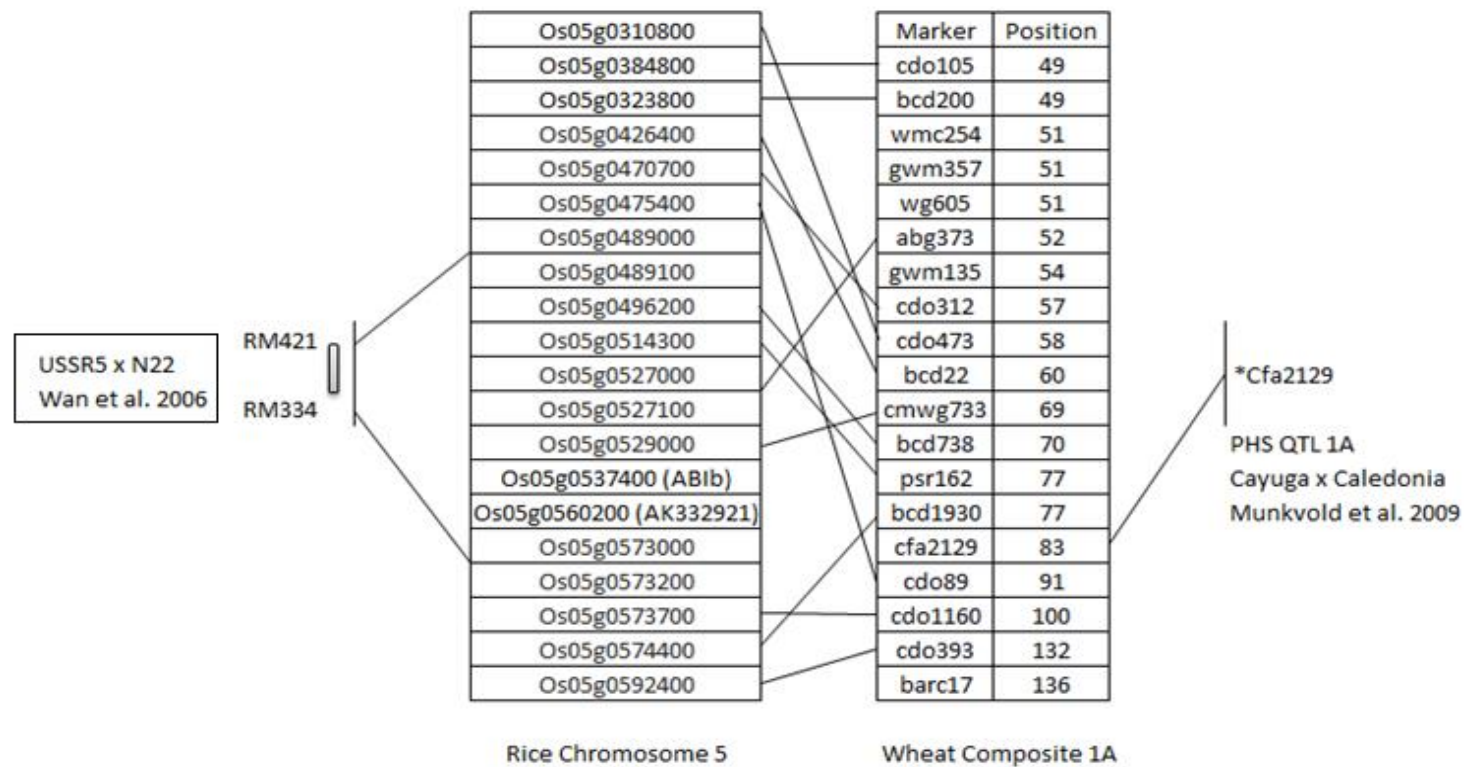 USSR5 x N22
Wan et al. 2006
RM421
RM334
Os05g0310800
Os05g0384800
Os05g0323800
Os05g0426400
Os05g0470700
Os05g0475400
Os05g0489000
Os05g0489100
Os05g0496200
Os05g0514300
Os05g0527000
Os05g0527100
Os05g0529000
Os05g0537400 (ABIb)
Os05g0560200 (AK332921)
Os05g0573000
Os05g0573200
Os05g0573700
Os05g0574400
Os05g0592400
Rice Chromosome 5
Marker Position
cdo105 49
bcd200 49
wmc254 51
gwm357 51
wg605 51
abg373 52
gwm135 54
cdo312 57
cdo473 58
bcd22 60
cmwg733 69
bcd738 70
psr162 77
bcd1930 77
cfa2129 83
cdo89 91
cdo1160 100
cdo393 132
barc17 136
Wheat Composite 1A
*Cfa2129
PHS QTL 1A
Cayuga x Caledonia
Munkvold et al. 2009